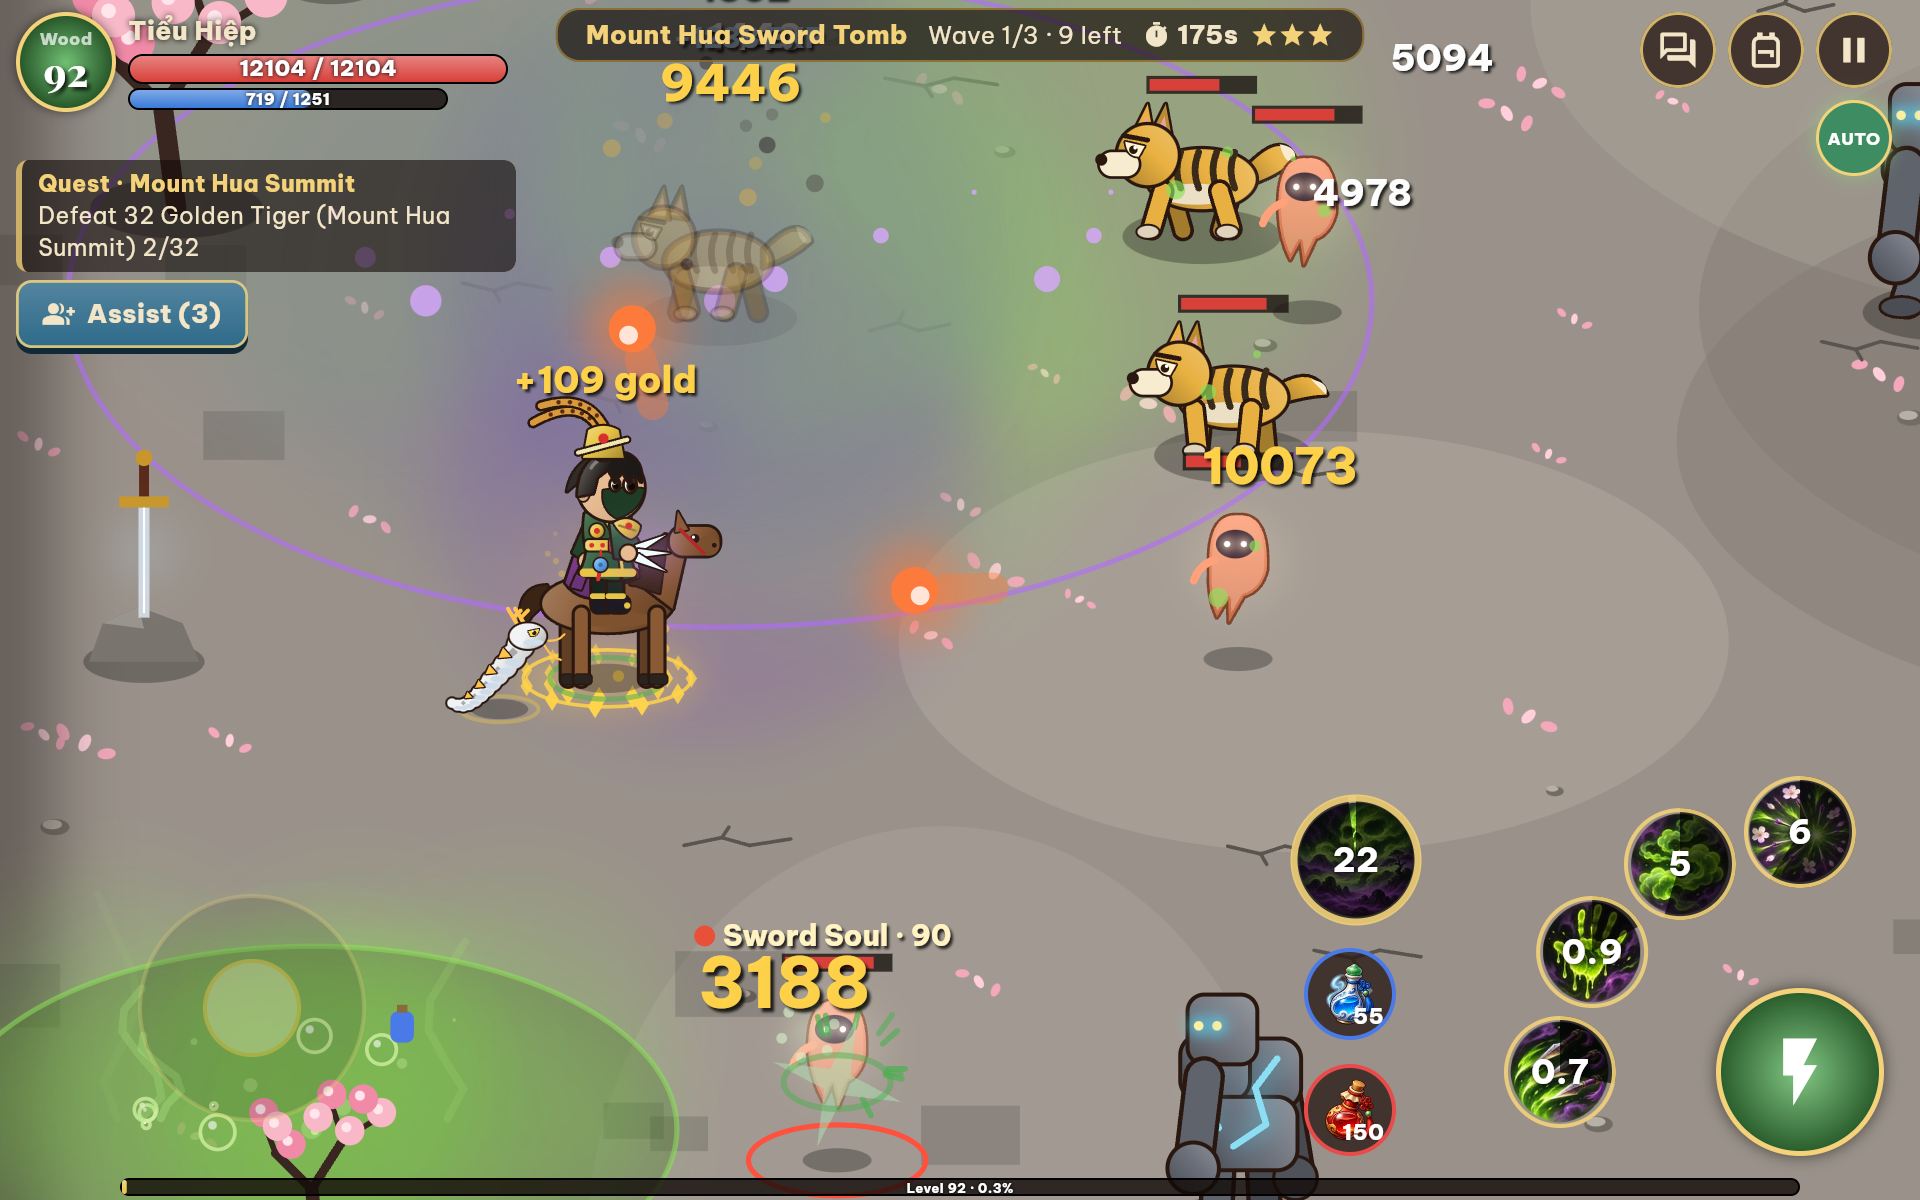 Wood
92
Tiểu Hiệp
12104 / 12104
719 / 1251
Mount Hua Sword Tomb Wave 1/3 · 9 left 175s
9446
5094
AUTO
Quest · Mount Hua Summit
Defeat 32 Golden Tiger (Mount Hua
Summit) 2/32
4978
Assist (3)
+109 gold
10073
22
5
6
0.9
Sword Soul · 90
3188
55
0.7
150
Level 92 · 0.3%